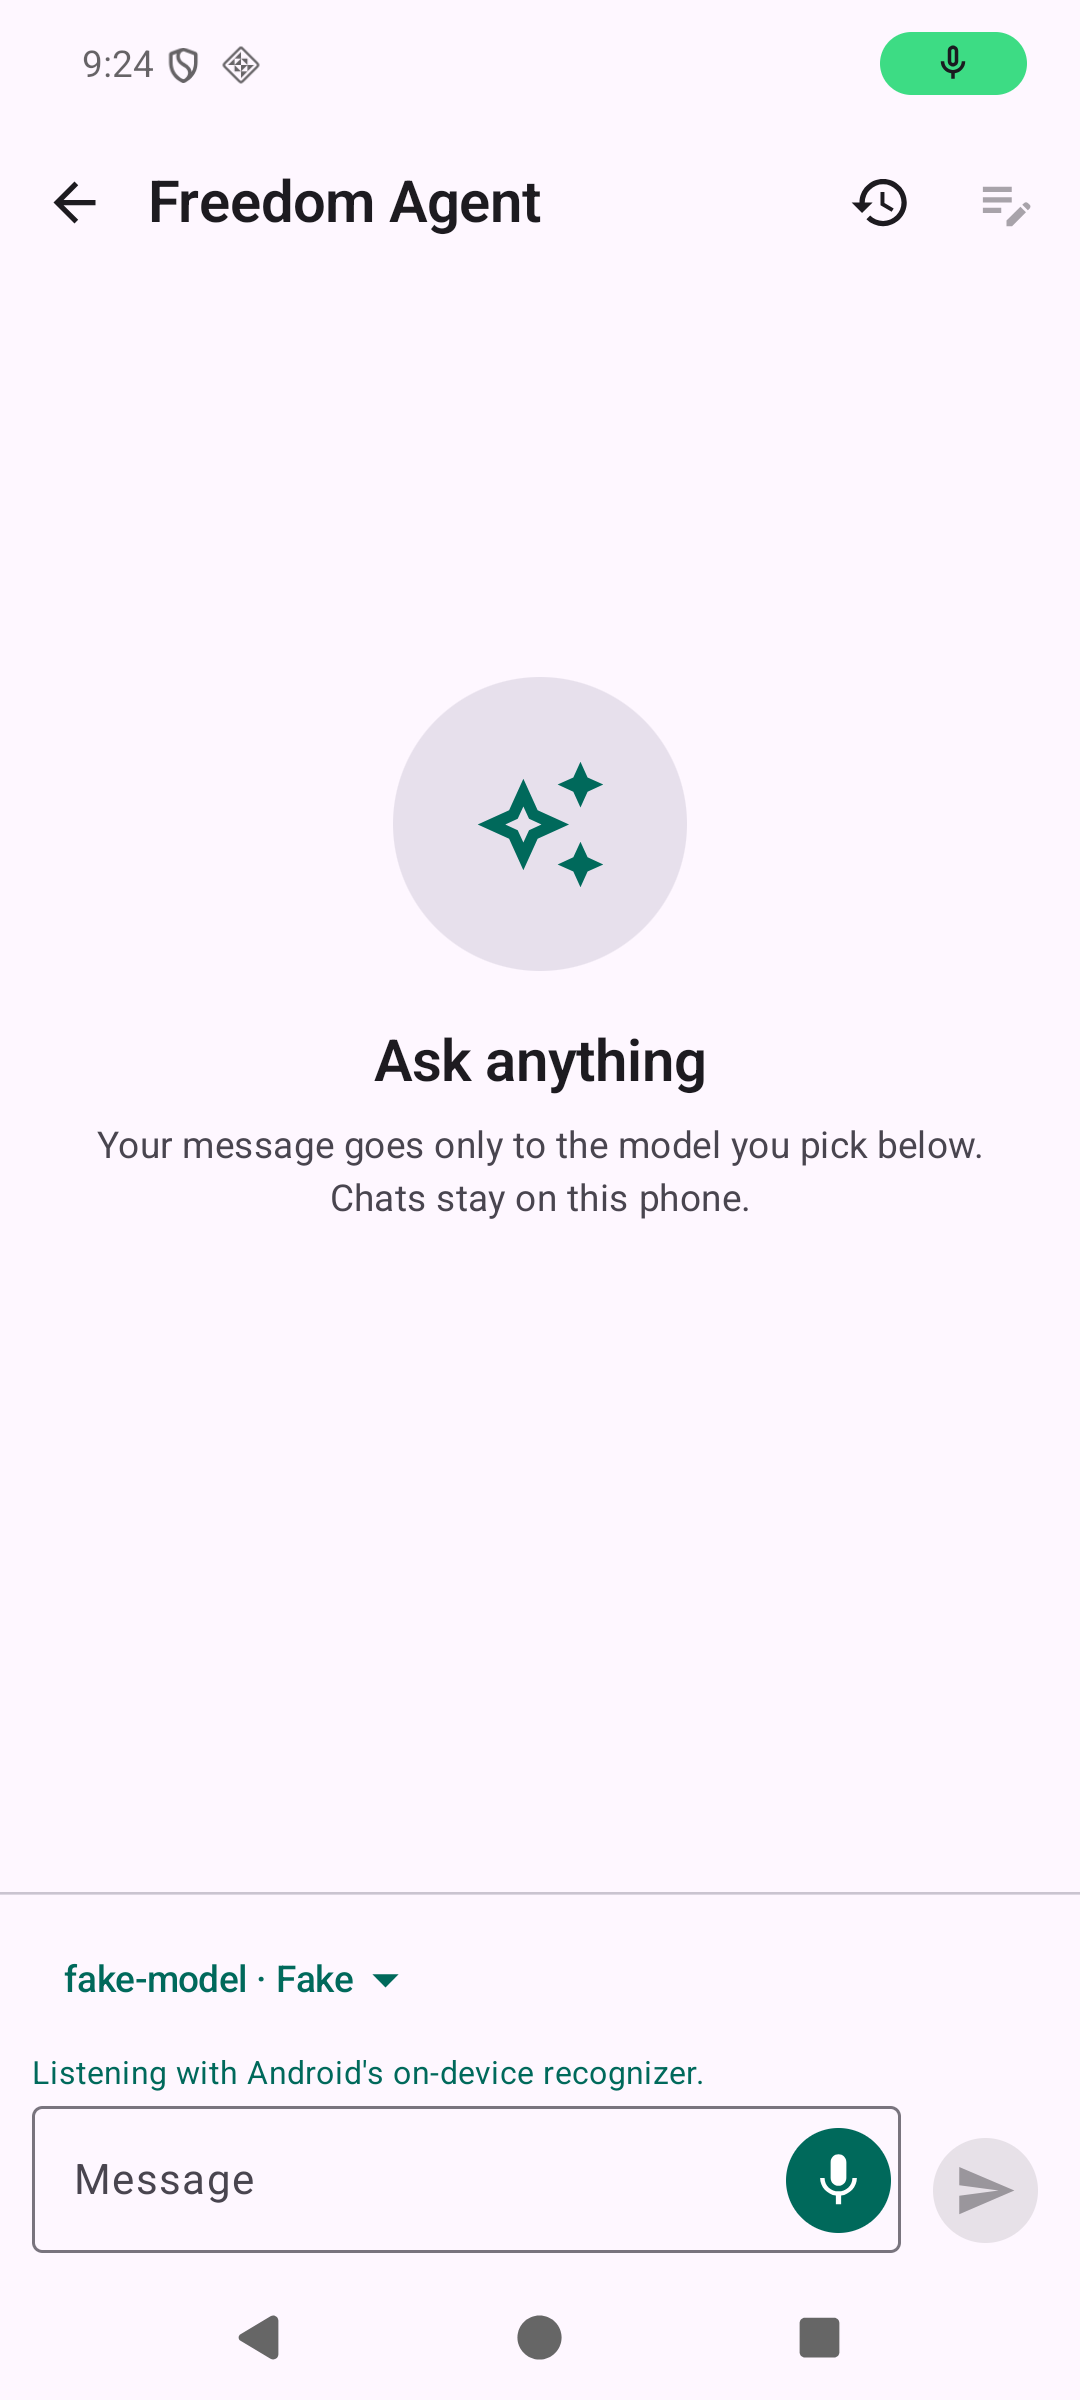 9:24
Freedom Agent
Ask anything
Your message goes only to the model you pick below.
Chats stay on this phone.
fake-model · Fake
Listening with Android's on-device recognizer.
Message